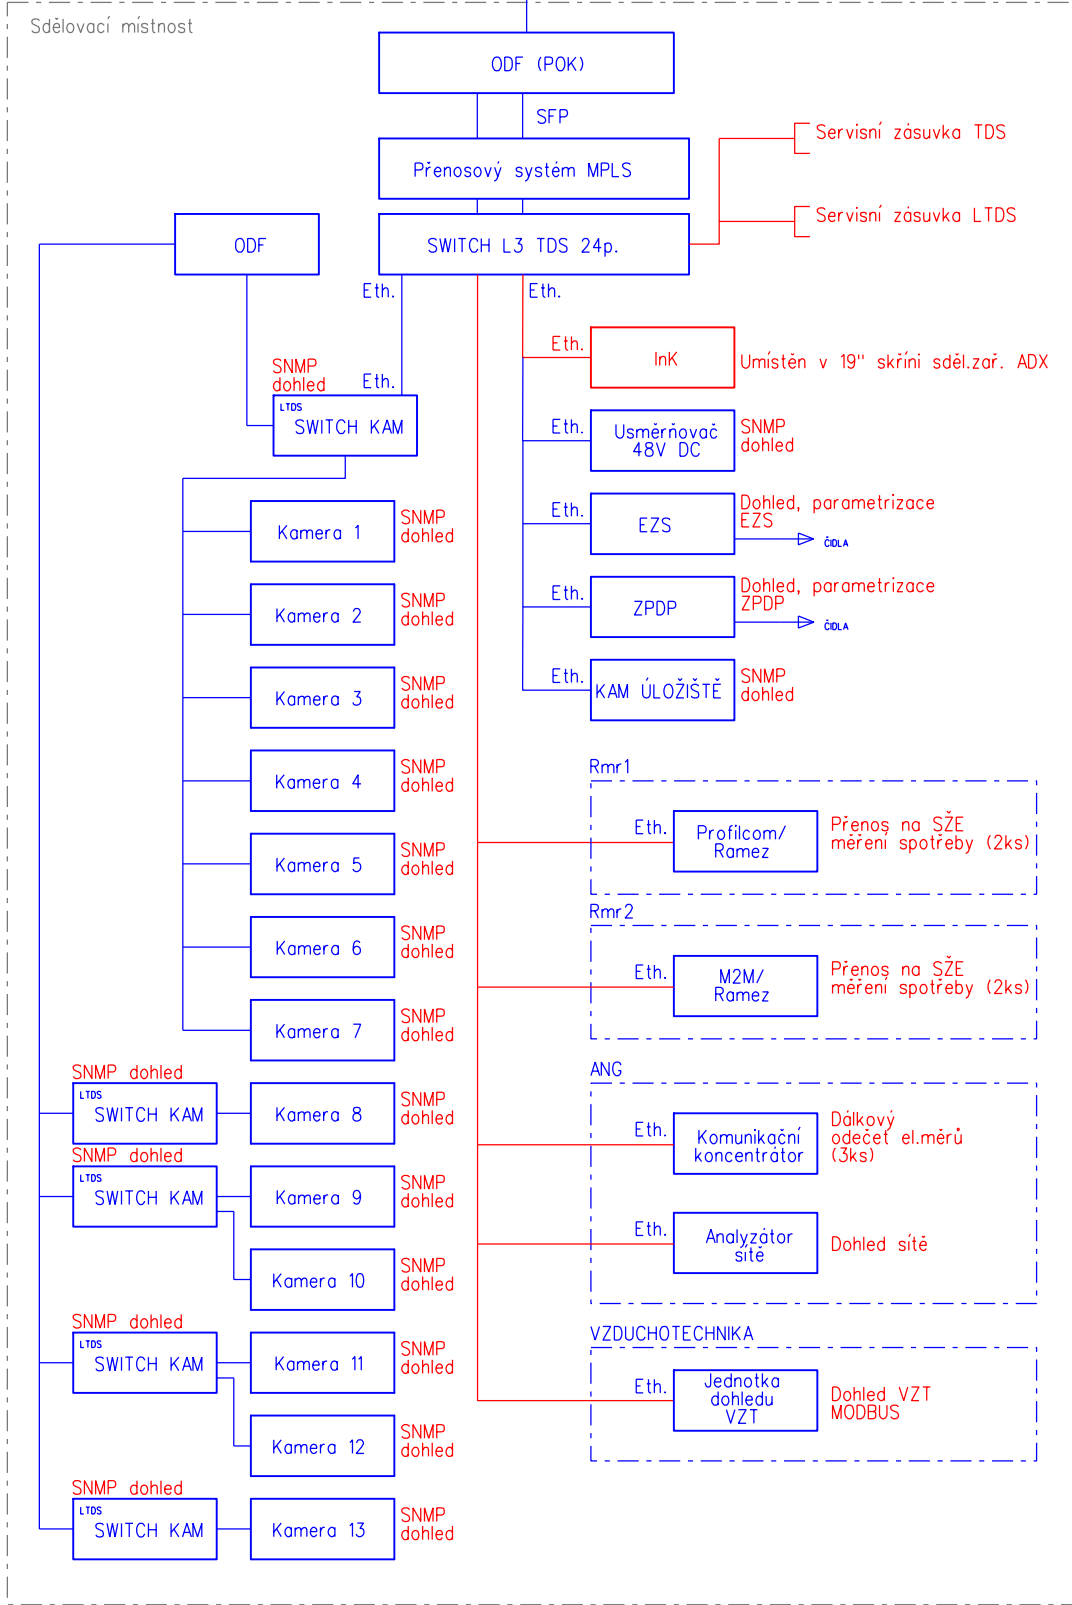 Sdělovací místnost
ODF (POK)
SFP
Přenosový systém MPLS
Servisní zásuvka TDS
Servisní zásuvka LTDS
ODF
SWITCH L3 TDS 24p.
Eth.
Eth.
SNMP
dohled
Eth.
LTDS
SWITCH KAM
Eth.
InK
Umístěn v 19" skříni sděl.zař. ADX
Eth.
Usměrňovač
48V DC
SNMP
dohled
Eth.
EZS
Dohled, parametrizace
EZS
ČIDLA
Eth.
ZPDP
Dohled, parametrizace
ZPDP
ČIDLA
Eth.
KAM ÚLOŽIŠTĚ
SNMP
dohled
Kamera 1
SNMP
dohled
Kamera 2
SNMP
dohled
Kamera 3
SNMP
dohled
Kamera 4
SNMP
dohled
Kamera 5
SNMP
dohled
Kamera 6
SNMP
dohled
Kamera 7
SNMP
dohled
SNMP dohled
LTDS
SWITCH KAM
Kamera 8
SNMP
dohled
SNMP dohled
LTDS
SWITCH KAM
Kamera 9
SNMP
dohled
Kamera 10
SNMP
dohled
SNMP dohled
LTDS
SWITCH KAM
Kamera 11
SNMP
dohled
Kamera 12
SNMP
dohled
SNMP dohled
LTDS
SWITCH KAM
Kamera 13
SNMP
dohled
Rmr1
Eth.
Profilcom/
Ramez
Přenos na SŽE
měření spotřeby (2ks)
Rmr2
Eth.
M2M/
Ramez
Přenos na SŽE
měření spotřeby (2ks)
ANG
Eth.
Komunikační
koncentrátor
Dálkový
odečet el.měrů
(3ks)
Eth.
Analyzátor
sítě
Dohled sítě
VZDUCHOTECHNIKA
Eth.
Jednotka
dohledu
VZT
Dohled VZT
MODBUS